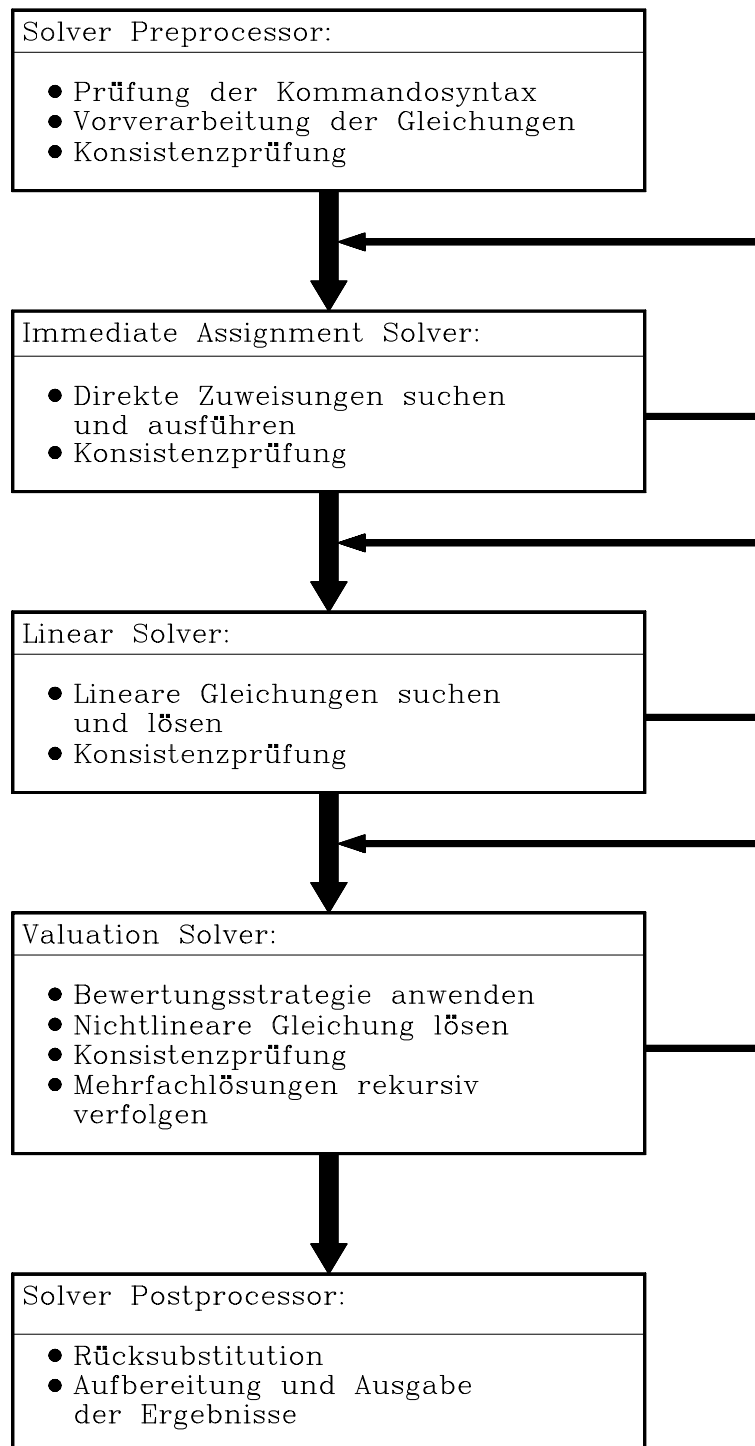 Solver Preprocessor:
● Prüfung der Kommandosyntax
● Vorverarbeitung der Gleichungen
● Konsistenzprüfung
Immediate Assignment Solver:
● Direkte Zuweisungen suchen
und ausführen
● Konsistenzprüfung
Linear Solver:
● Lineare Gleichungen suchen
und lösen
● Konsistenzprüfung
Valuation Solver:
● Bewertungsstrategie anwenden
● Nichtlineare Gleichung lösen
● Konsistenzprüfung
● Mehrfachlösungen rekursiv
verfolgen
Solver Postprocessor:
● Rücksubstitution
● Aufbereitung und Ausgabe
der Ergebnisse